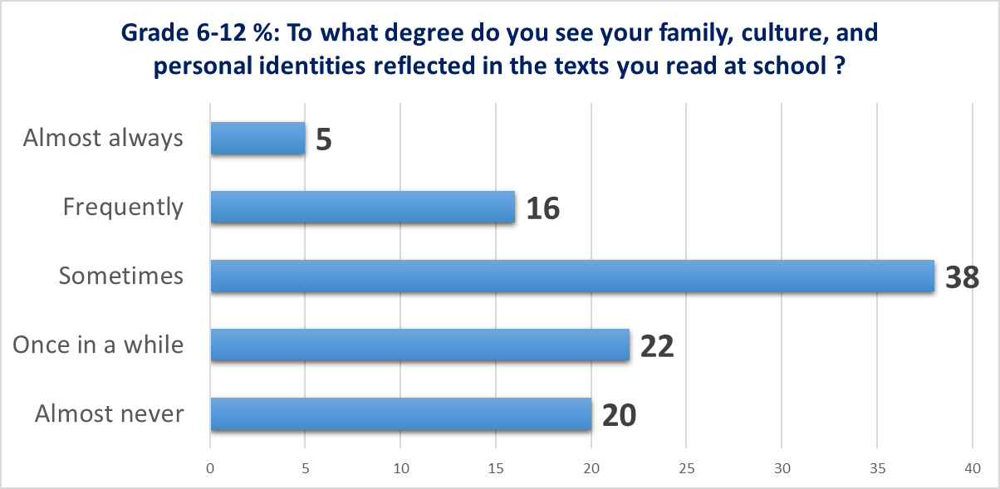 Grade 6-12 %: To what degree do you see your family, culture, and
personal identities reflected in the texts you read at school ?
Almost always 5
Frequently 16
Sometimes 38
Once in a while 22
Almost never 20
0 5 10 15 20 25 30 35 40